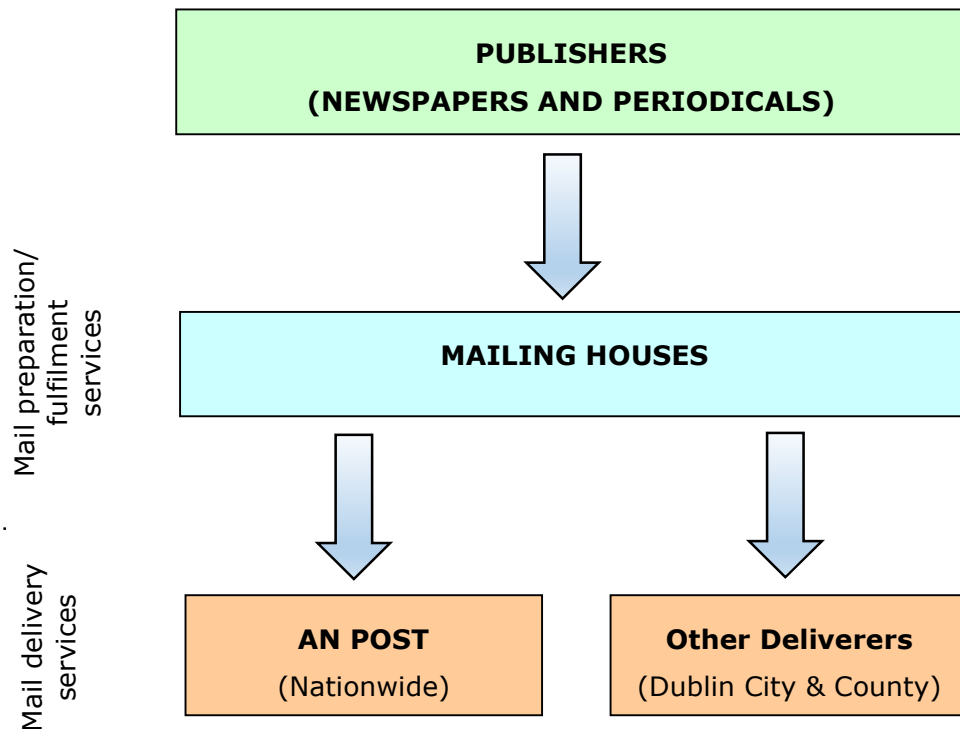 PUBLISHERS
(NEWSPAPERS AND PERIODICALS)
Mail preparation/
fulfilment
services
MAILING HOUSES
.
Mail delivery
services
AN POST
(Nationwide)
Other Deliverers
(Dublin City & County)